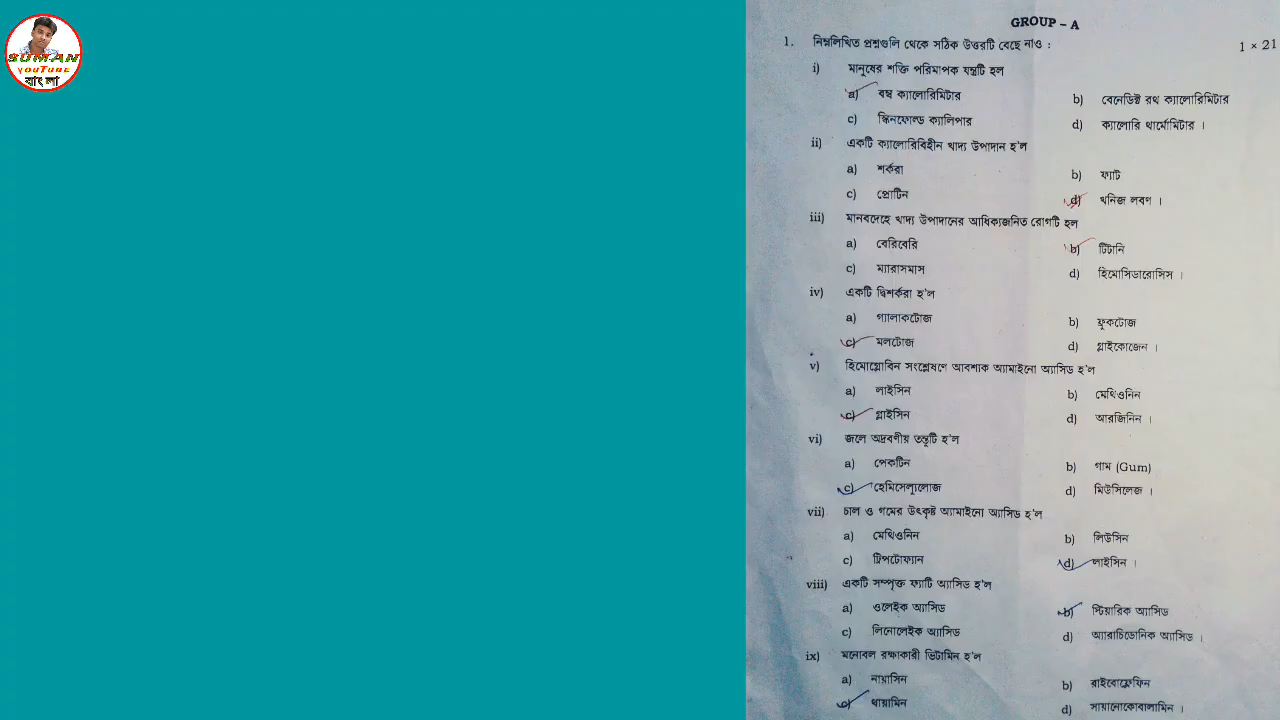 SUMAN
YouTube
বাংলা
GROUP – A
1. নিম্নলিখিত প্রশ্নগুলি থেকে সঠিক উত্তরটি বেছে নাও : 1 × 21
i) মানুষের শক্তি পরিমাপক যন্ত্রটি হল
a) বম্ব ক্যালোরিমিটার b) বেনেডিক্ট রথ ক্যালোরিমিটার
c) স্কিনফোল্ড ক্যালিপার d) ক্যালোরি থার্মোমিটার ।
ii) একটি ক্যালোরিবিহীন খাদ্য উপাদান হ'ল
a) শর্করা b) ফ্যাট
c) প্রোটিন d) খনিজ লবণ ।
iii) মানবদেহে খাদ্য উপাদানের আধিক্যজনিত রোগটি হল
a) বেরিবেরি b) টিটানি
c) ম্যারাসমাস d) হিমোসিডারোসিস ।
iv) একটি দ্বিশর্করা হ'ল
a) গ্যালাকটোজ b) ফ্রুকটোজ
c) মলটোজ d) গ্লাইকোজেন ।
v) হিমোগ্লোবিন সংশ্লেষণে আবশ্যক অ্যামাইনো অ্যাসিড হ'ল
a) লাইসিন b) মেথিওনিন
c) গ্লাইসিন d) আরজিনিন ।
vi) জলে অদ্রবণীয় তন্তুটি হ'ল
a) পেকটিন b) গাম (Gum)
c) হেমিসেল্যুলোজ d) মিউসিলেজ ।
vii) চাল ও গমের উৎকৃষ্ট অ্যামাইনো অ্যাসিড হ'ল
a) মেথিওনিন b) লিউসিন
c) ট্রিপটোফ্যান d) লাইসিন ।
viii) একটি সম্পৃক্ত ফ্যাটি অ্যাসিড হ'ল
a) ওলেইক অ্যাসিড b) স্টিয়ারিক অ্যাসিড
c) লিনোলেইক অ্যাসিড d) অ্যারাচিডোনিক অ্যাসিড ।
ix) মনোবল রক্ষাকারী ভিটামিন হ'ল
a) নায়াসিন b) রাইবোফ্লেফিন
c) থায়ামিন d) সায়ানোকোবালামিন ।